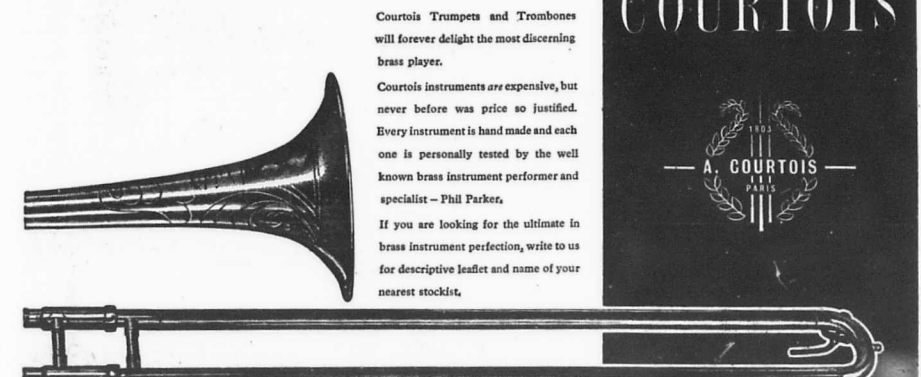 Courtois Trumpets and Trombones
will forever delight the most discerning
brass player.
Courtois instruments are expensive, but
never before was price so justified.
Every instrument is hand made and each
one is personally tested by the well
known brass instrument performer and
specialist – Phil Parker.
If you are looking for the ultimate in
brass instrument perfection, write to us
for descriptive leaflet and name of your
nearest stockist.
COURTOIS
1803
A. COURTOIS
PARIS